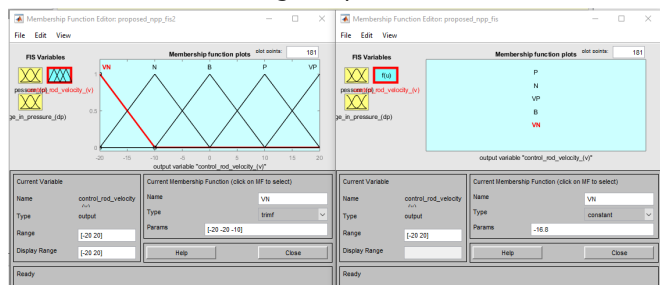 Membership Function Editor: proposed_npp_fis2
File Edit View
FIS Variables
Membership function plots plot points: 181
VN N B P VP
1
0.5
0
-20 -15 -10 -5 0 5 10 15 20
control_rod_velocity_(v)
ge_in_pressure_(dp)
output variable "control_rod_velocity_(v)"
Current Variable
Name control_rod_velocity
Type output
Range [-20 20]
Display Range [-20 20]
Current Membership Function (click on MF to select)
Name VN
Type trimf
Params [-20 -20 -10]
Help Close
Ready
Membership Function Editor: proposed_npp_fis
File Edit View
FIS Variables
Membership function plots plot points: 181
f(u)
control_rod_velocity_(v)
ge_in_pressure_(dp)
P
N
VP
B
VN
output variable "control_rod_velocity_(v)"
Current Variable
Name control_rod_velocity
Type output
Range [-20 20]
Display Range
Current Membership Function (click on MF to select)
Name VN
Type constant
Params -16.8
Help Close
Ready